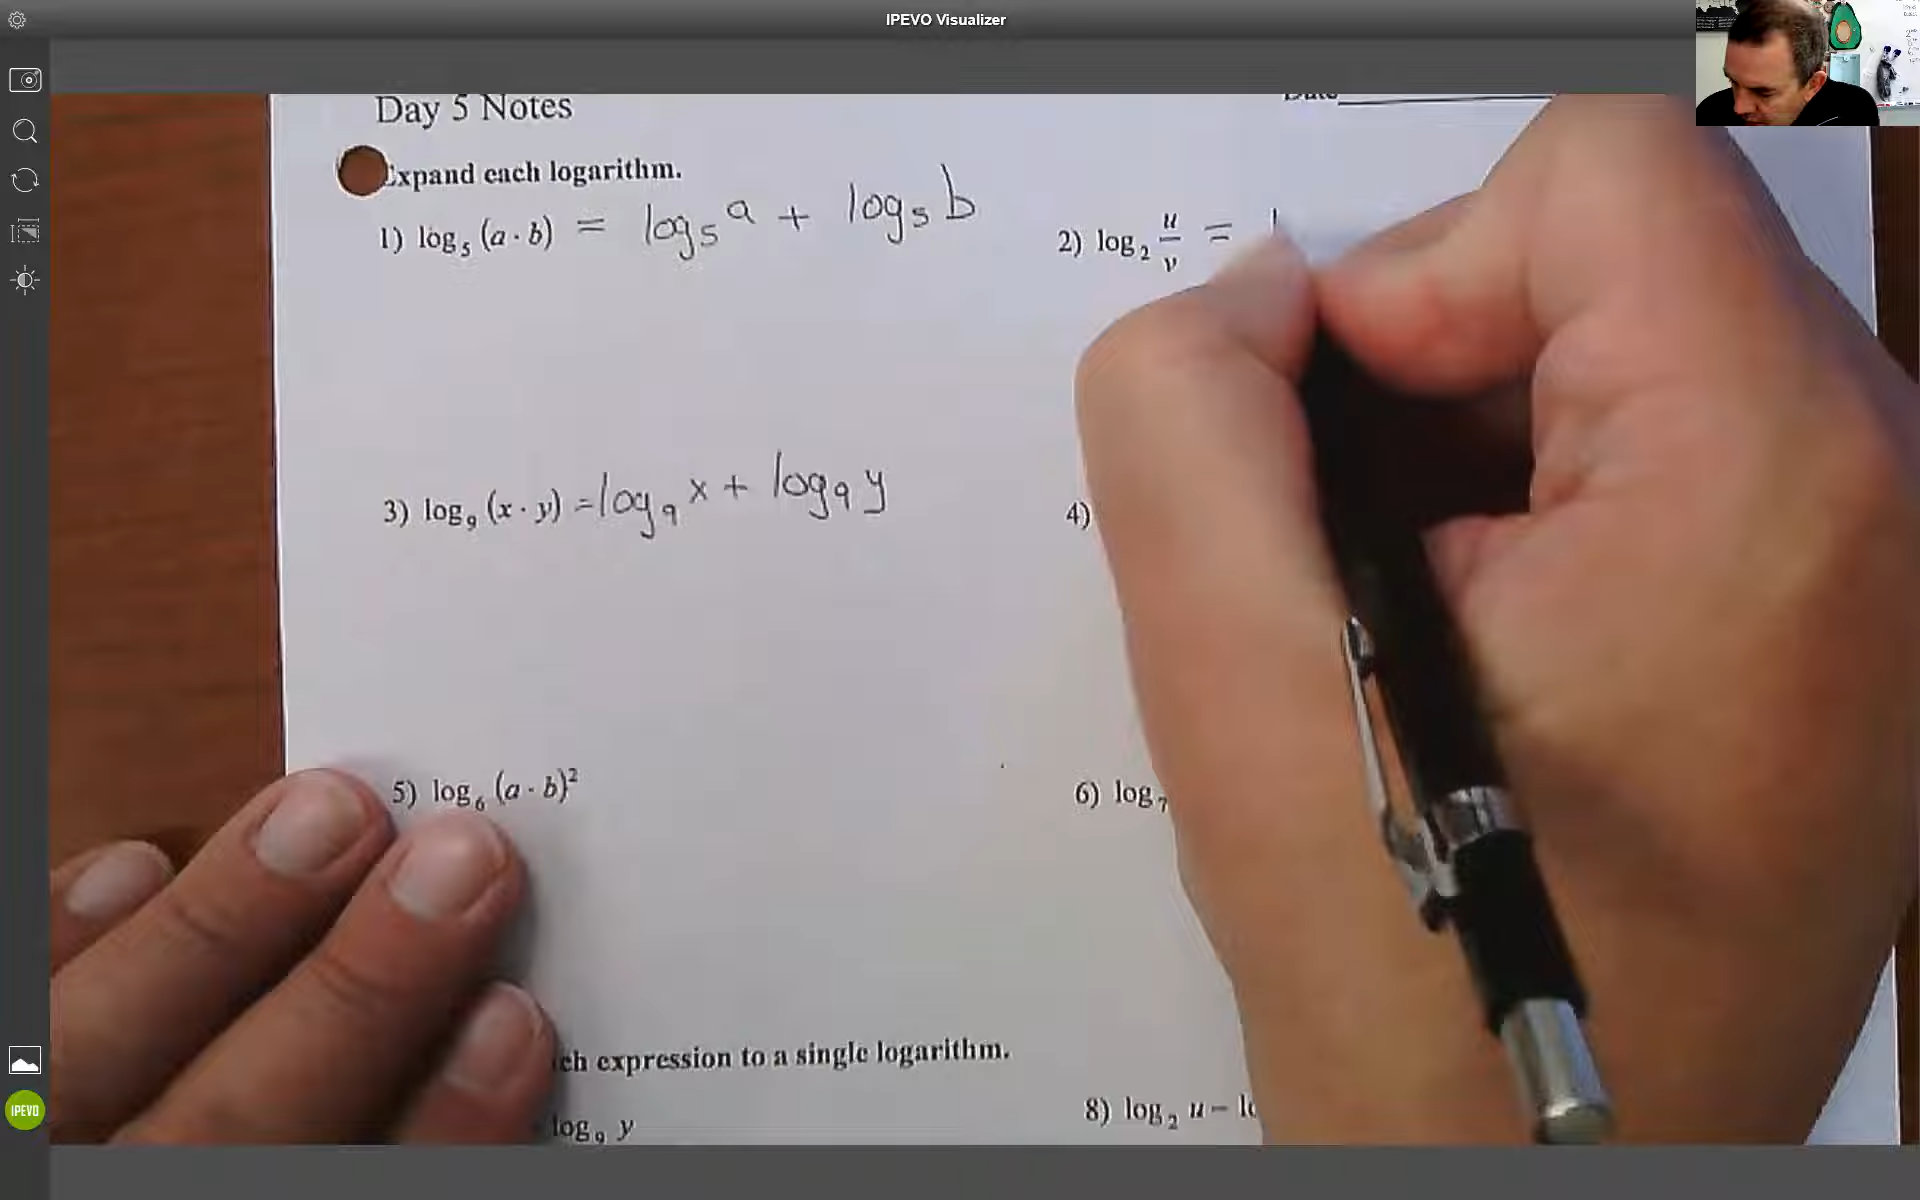 IPEVO Visualizer
Day 5 Notes
Date
Expand each logarithm.
1) log₅ (a · b) = log₅ a + log₅ b
2) log₂ u/v =
3) log₉ (x · y) = log₉ x + log₉ y
4)
5) log₆ (a · b)²
6) log₇
ch expression to a single logarithm.
log₉ y
8) log₂ u −
IPEVO